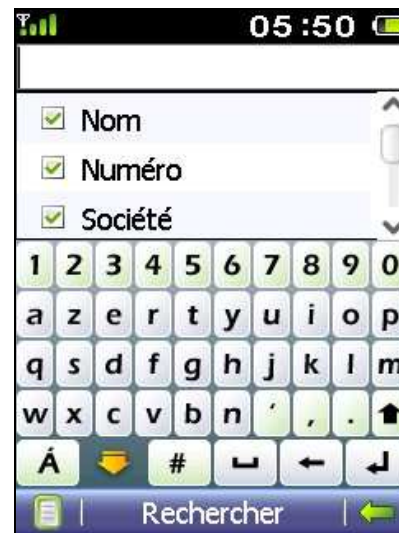 05:50
Nom
Numéro
Société
1 2 3 4 5 6 7 8 9 0
a z e r t y u i o p
q s d f g h j k l m
w x c v b n ' , .
Á #
Rechercher